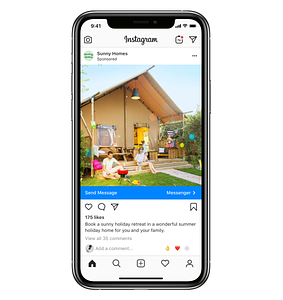 9:41
Instagram
Sunny Homes
Sponsored
Send Message
Messenger
175 likes
Book a sunny holiday retreat in a wonderful summer
holiday home for you and your family.
View all 35 comments
Add a comment...